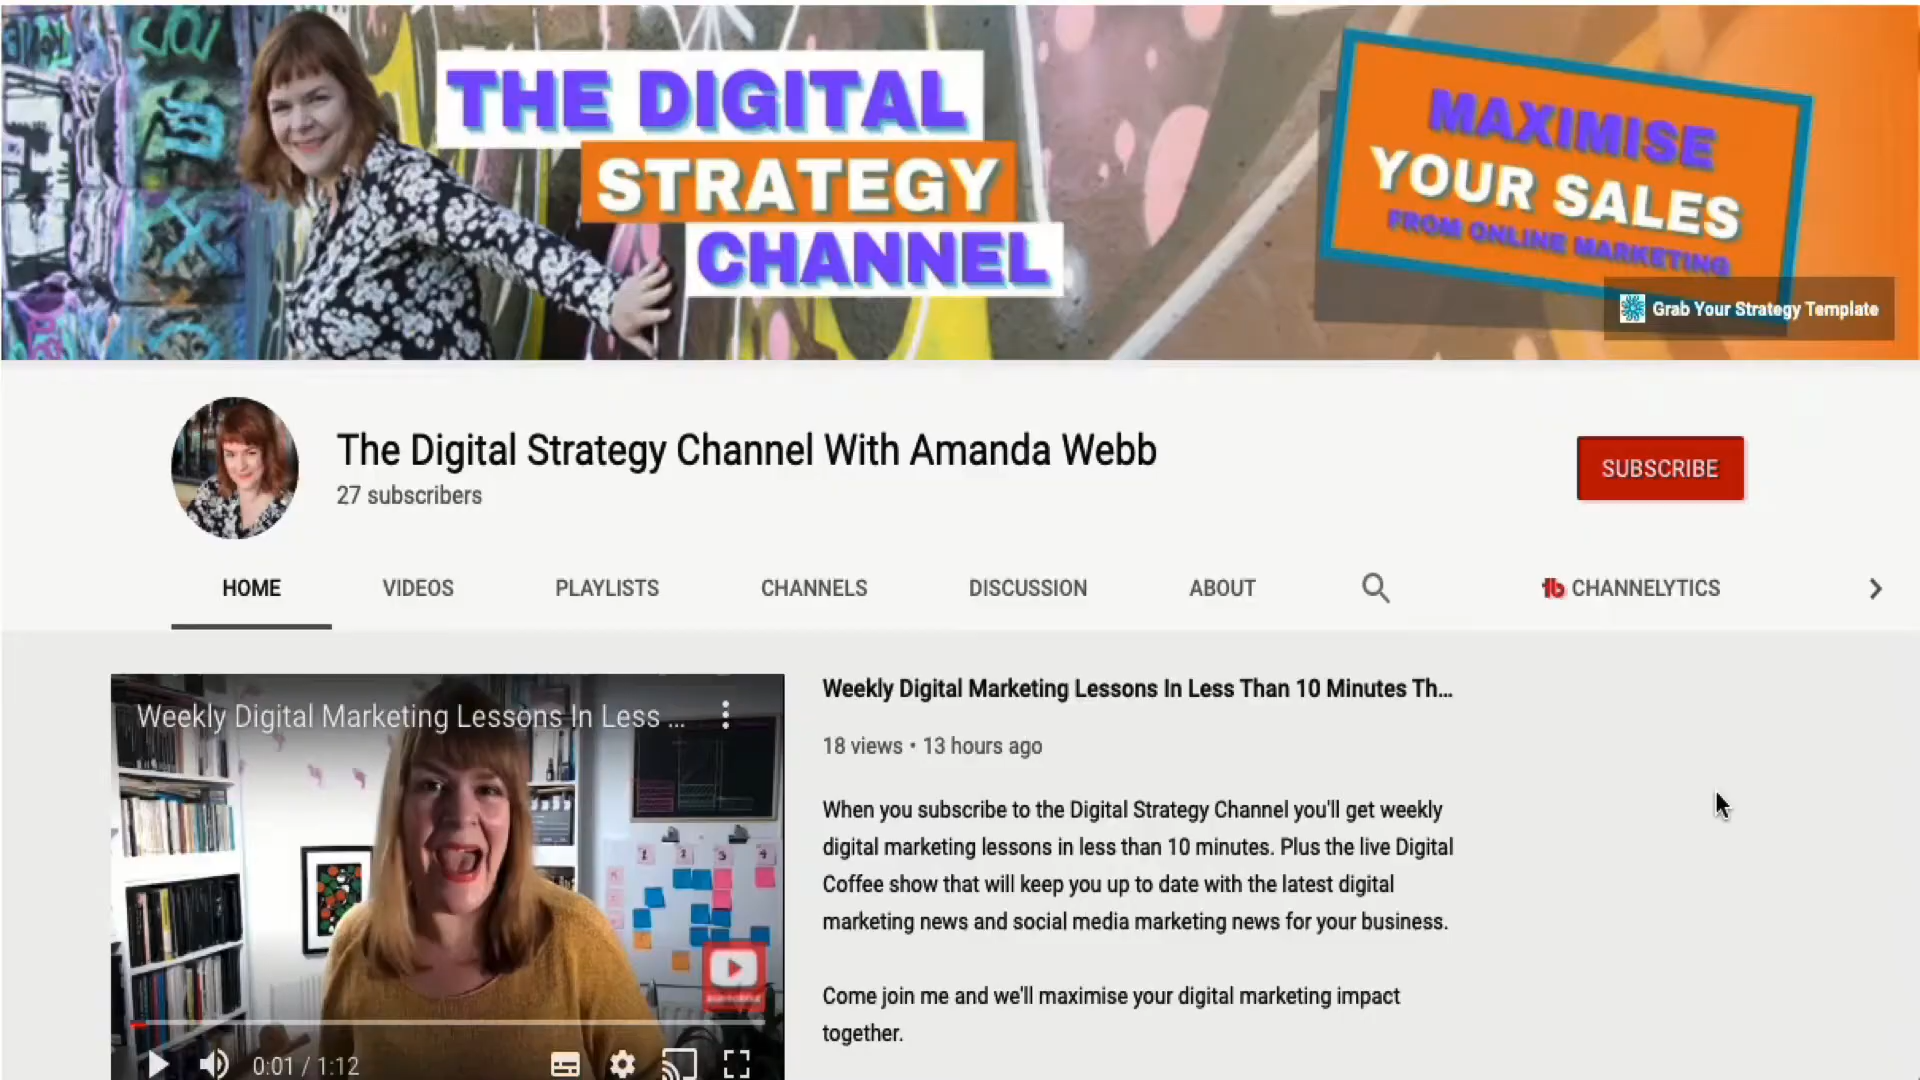 THE DIGITAL
STRATEGY
CHANNEL
MAXIMISE
YOUR SALES
FROM ONLINE MARKETING
Grab Your Strategy Template
The Digital Strategy Channel With Amanda Webb
27 subscribers
SUBSCRIBE
HOME VIDEOS PLAYLISTS CHANNELS DISCUSSION ABOUT CHANNELYTICS
Weekly Digital Marketing Lessons In Less ...
1 2 3 4
0:01 / 1:12
Weekly Digital Marketing Lessons In Less Than 10 Minutes Th...
18 views • 13 hours ago
When you subscribe to the Digital Strategy Channel you'll get weekly
digital marketing lessons in less than 10 minutes. Plus the live Digital
Coffee show that will keep you up to date with the latest digital
marketing news and social media marketing news for your business.
Come join me and we'll maximise your digital marketing impact
together.